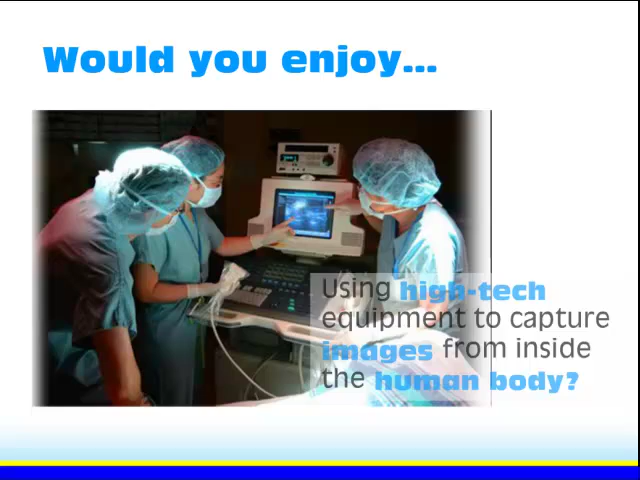 Would you enjoy...
Using high-tech
equipment to capture
images from inside
the human body?